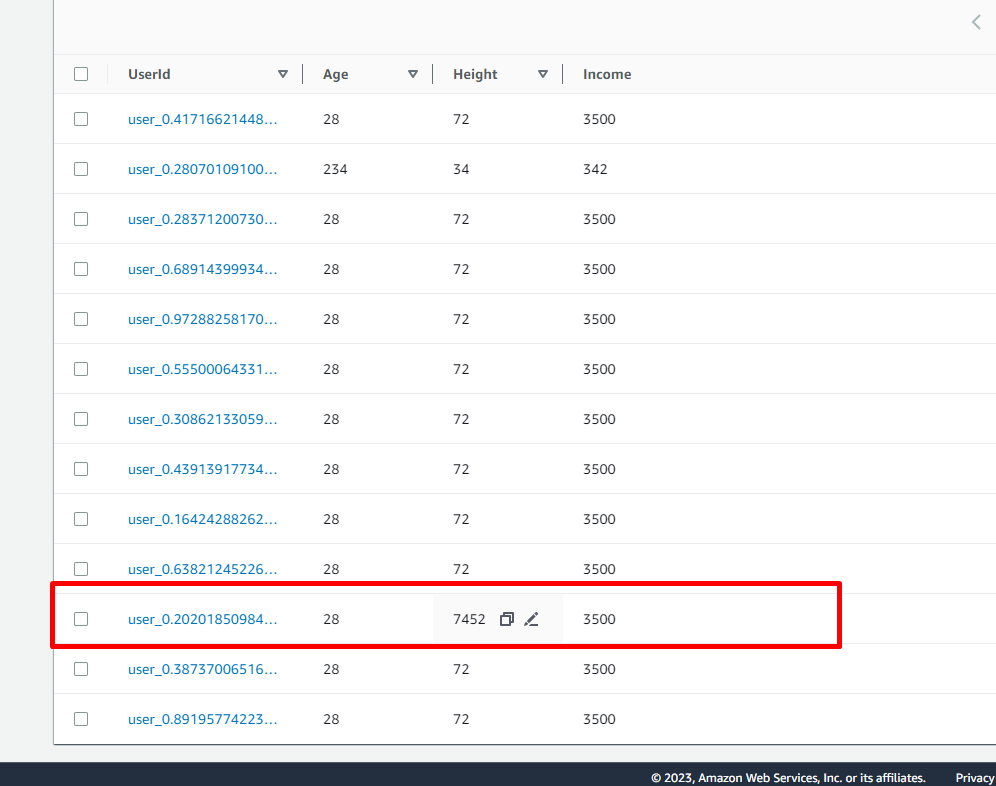 UserId Age Height Income
user_0.41716621448... 28 72 3500
user_0.28070109100... 234 34 342
user_0.28371200730... 28 72 3500
user_0.68914399934... 28 72 3500
user_0.97288258170... 28 72 3500
user_0.55500064331... 28 72 3500
user_0.30862133059... 28 72 3500
user_0.43913917734... 28 72 3500
user_0.16424288262... 28 72 3500
user_0.63821245226... 28 72 3500
user_0.20201850984... 28 7452 3500
user_0.38737006516... 28 72 3500
user_0.89195774223... 28 72 3500
© 2023, Amazon Web Services, Inc. or its affiliates. Privacy